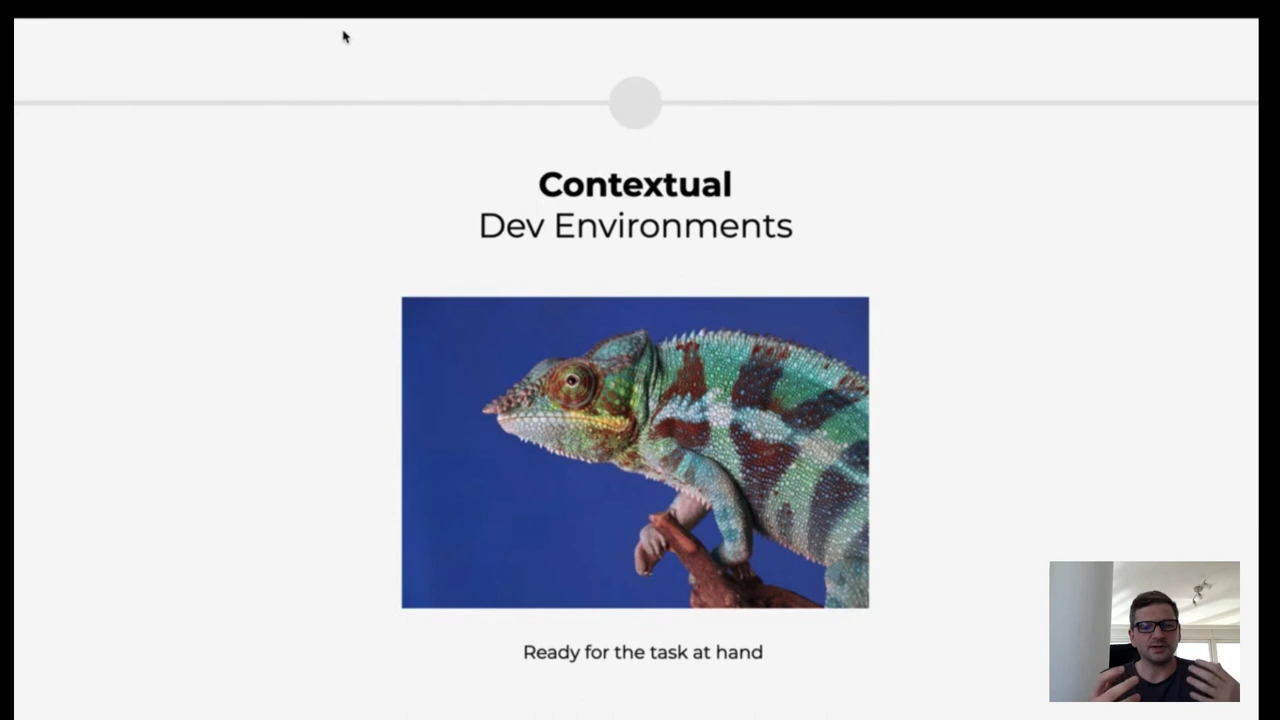 Contextual
Dev Environments
Ready for the task at hand